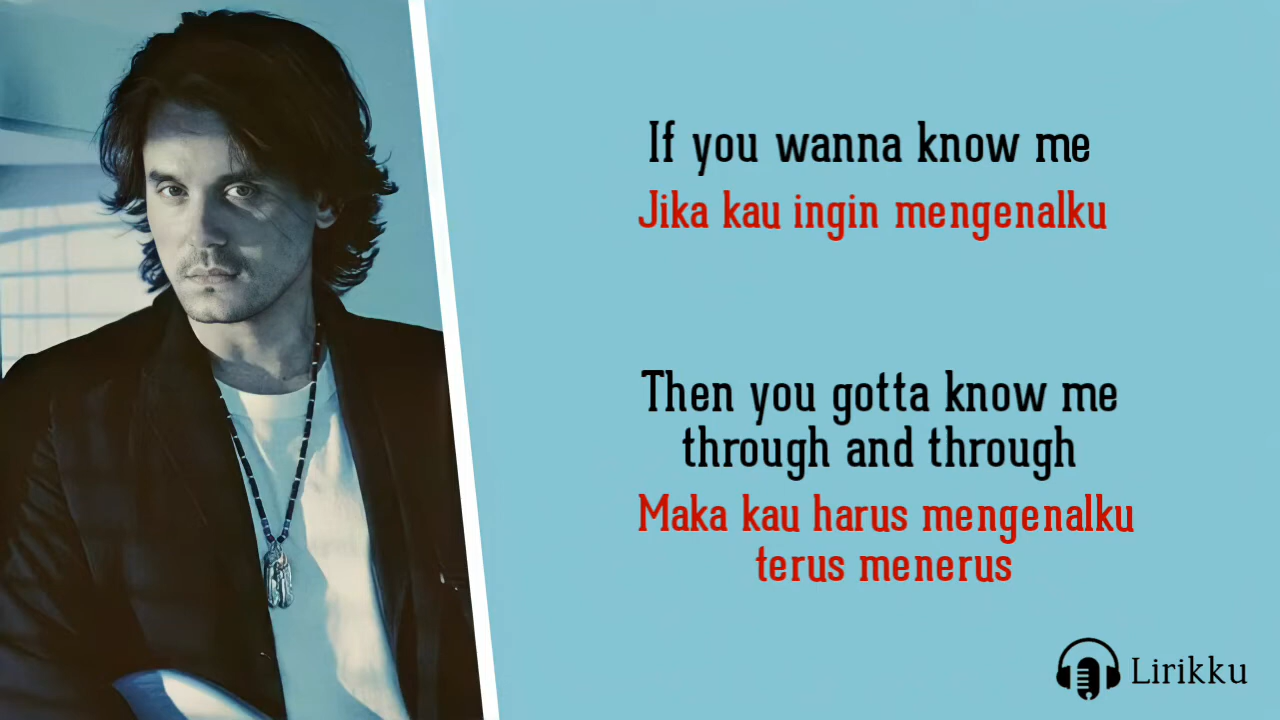 If you wanna know me
Jika kau ingin mengenalku
Then you gotta know me
through and through
Maka kau harus mengenalku
terus menerus
Lirikku